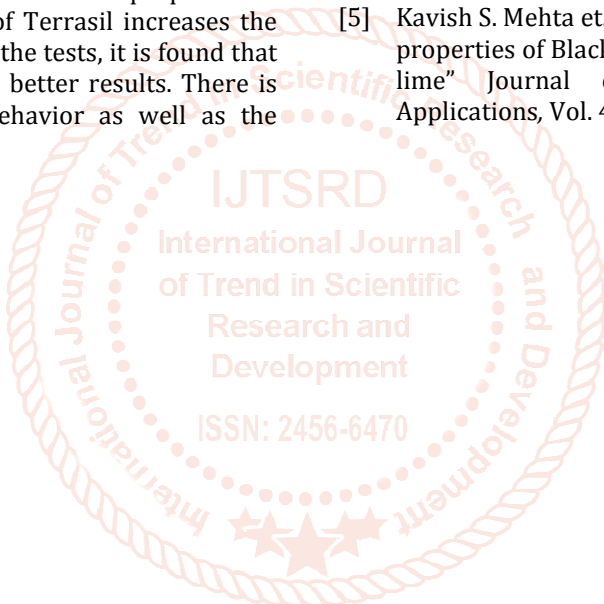 of Terrasil increases the
the tests, it is found that
better results. There is
ehavior as well as the
[5] Kavish S. Mehta et.
properties of Black
lime” Journal
Applications, Vol. 4
International Journal of Trend in Scientific Research and Development
IJTSRD
International Journal
of Trend in Scientific
Research and
Development
ISSN: 2456-6470